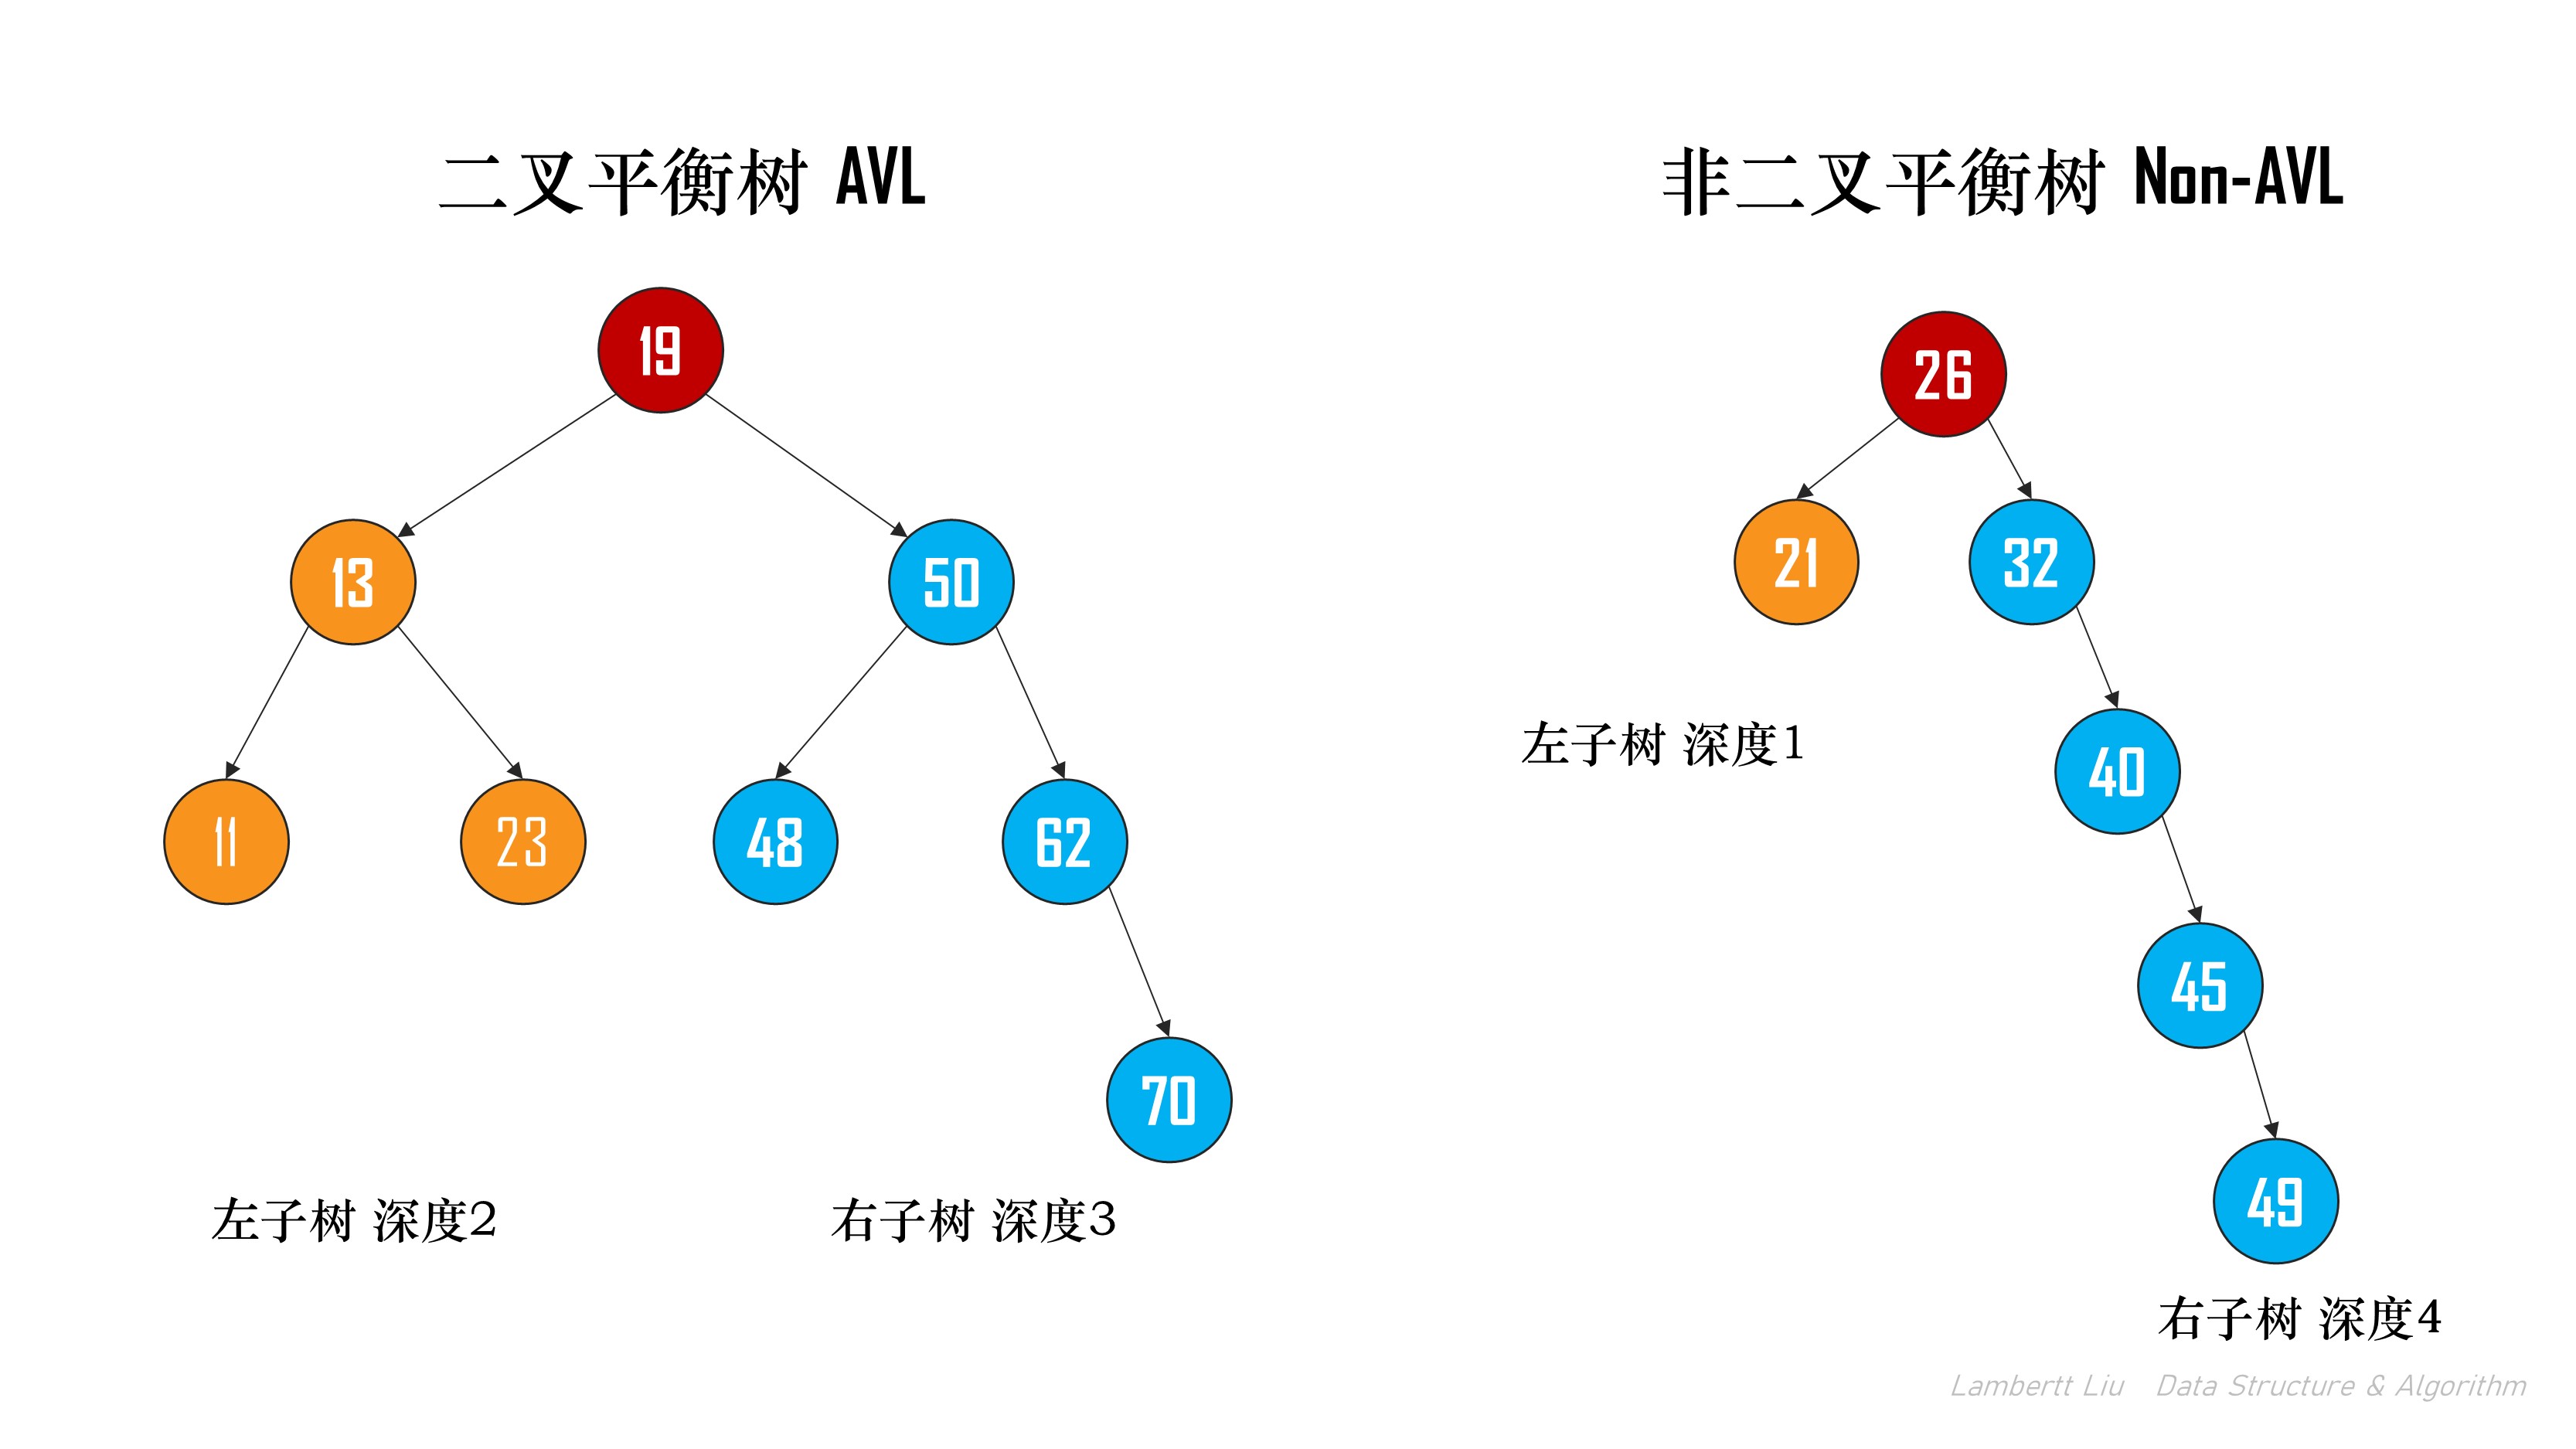 二叉平衡树 AVL
非二叉平衡树 Non-AVL
19
13
50
11
23
48
62
70
左子树 深度2
右子树 深度3
26
21
32
左子树 深度1
40
45
49
右子树 深度4
Lambertt Liu Data Structure & Algorithm